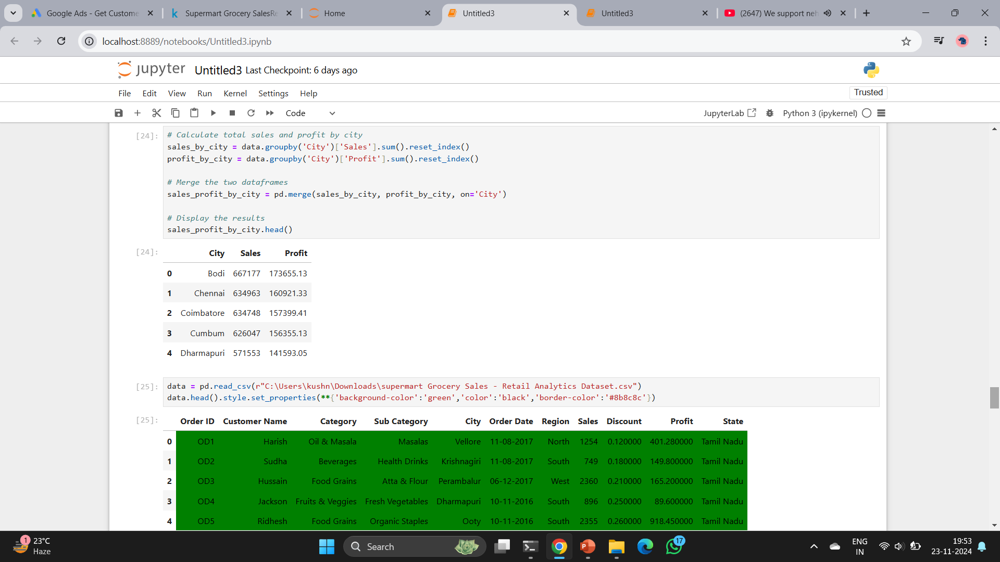 Google Ads - Get Custome
Supermart Grocery SalesRe
Home
Untitled3
Untitled3
(2647) We support neh
localhost:8889/notebooks/Untitled3.ipynb
jupyter Untitled3 Last Checkpoint: 6 days ago
File Edit View Run Kernel Settings Help
Trusted
Code
JupyterLab
Python 3 (ipykernel)
[24]:
# Calculate total sales and profit by city
sales_by_city = data.groupby('City')['Sales'].sum().reset_index()
profit_by_city = data.groupby('City')['Profit'].sum().reset_index()
# Merge the two dataframes
sales_profit_by_city = pd.merge(sales_by_city, profit_by_city, on='City')
# Display the results
sales_profit_by_city.head()
[24]:
City Sales Profit
0 Bodi 667177 173655.13
1 Chennai 634963 160921.33
2 Coimbatore 634748 157399.41
3 Cumbum 626047 156355.13
4 Dharmapuri 571553 141593.05
[25]:
data = pd.read_csv(r"C:\Users\kushn\Downloads\supermart Grocery Sales - Retail Analytics Dataset.csv")
data.head().style.set_properties(**{'background-color':'green','color':'black','border-color':'#8b8c8c'})
[25]:
Order ID Customer Name Category Sub Category City Order Date Region Sales Discount Profit State
0 OD1 Harish Oil & Masala Masalas Vellore 11-08-2017 North 1254 0.120000 401.280000 Tamil Nadu
1 OD2 Sudha Beverages Health Drinks Krishnagiri 11-08-2017 South 749 0.180000 149.800000 Tamil Nadu
2 OD3 Hussain Food Grains Atta & Flour Perambalur 06-12-2017 West 2360 0.210000 165.200000 Tamil Nadu
3 OD4 Jackson Fruits & Veggies Fresh Vegetables Dharmapuri 10-11-2016 South 896 0.250000 89.600000 Tamil Nadu
4 OD5 Ridhesh Food Grains Organic Staples Ooty 10-11-2016 South 2355 0.260000 918.450000 Tamil Nadu
1
23°C
Haze
Search
17
ENG
IN
19:53
23-11-2024